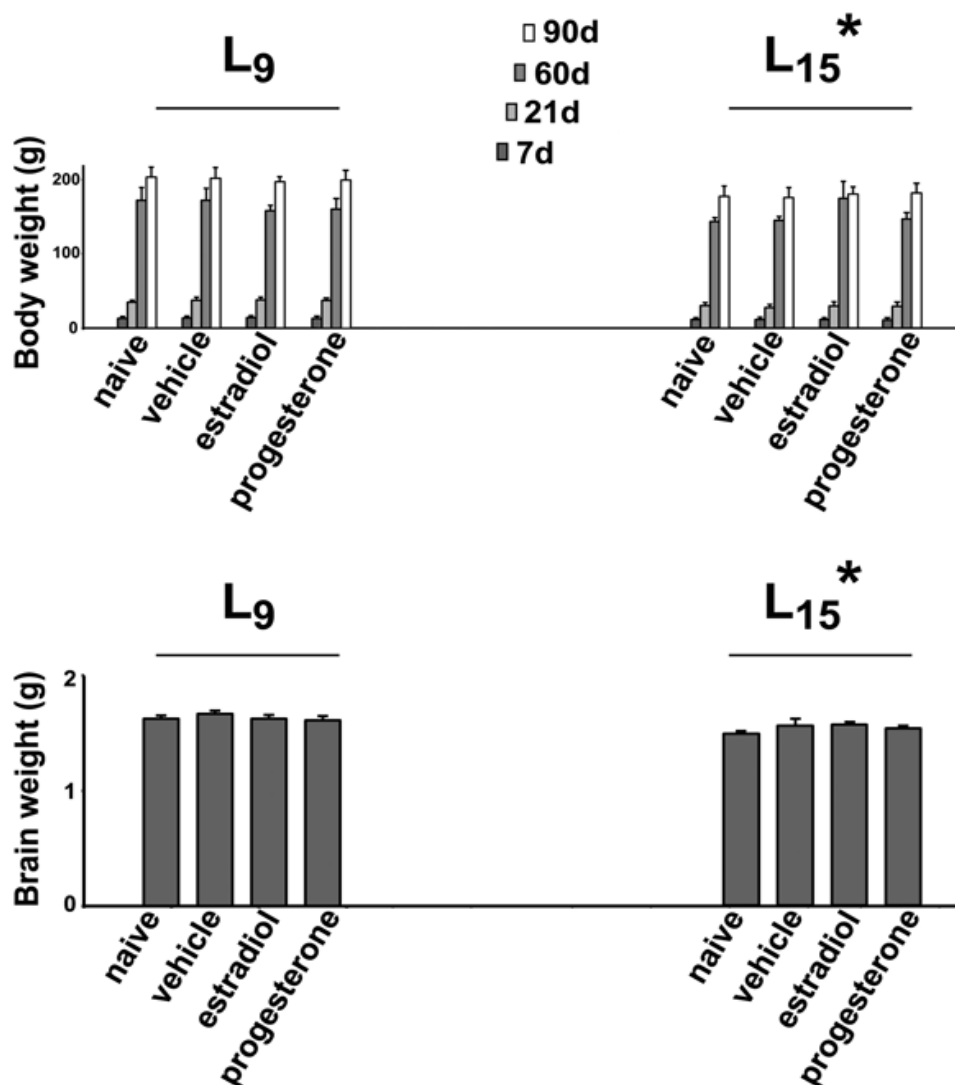 L9
L15*
90d
60d
21d
7d
Body weight (g)
200
100
0
naive
vehicle
estradiol
progesterone
naive
vehicle
estradiol
progesterone
L9
L15*
Brain weight (g)
2
1
0
naive
vehicle
estradiol
progesterone
naive
vehicle
estradiol
progesterone